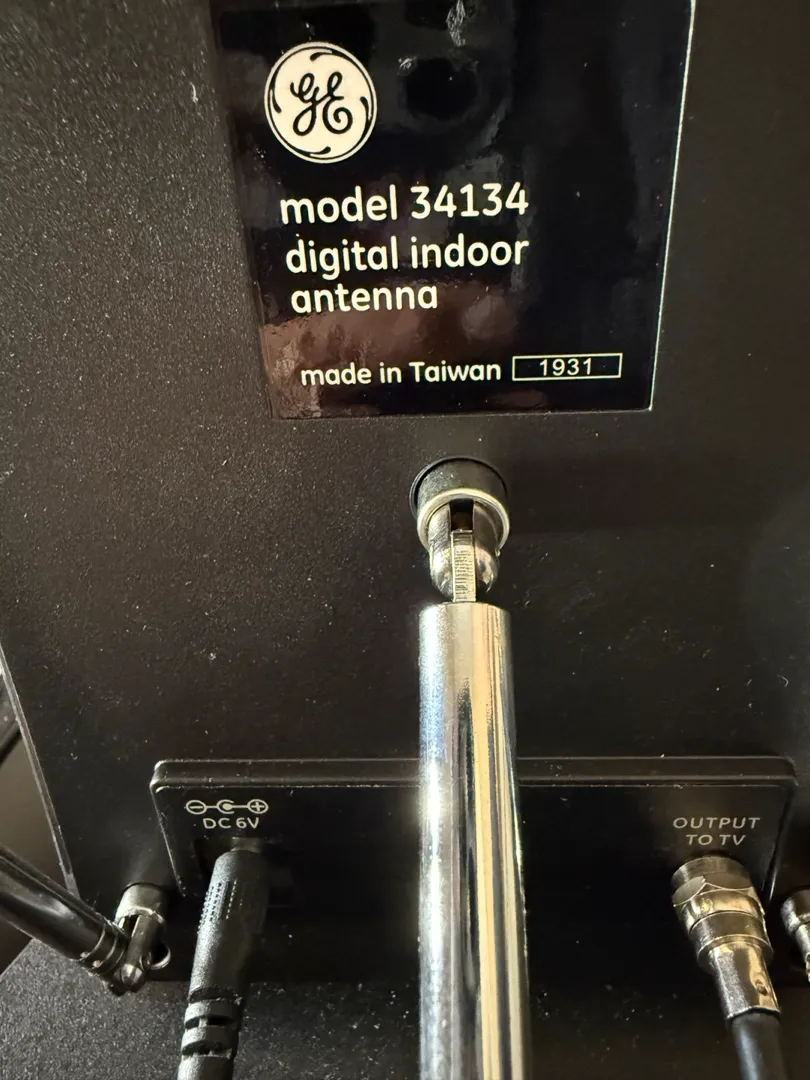 GE
model 34134
digital indoor
antenna
made in Taiwan 1931
DC 6V
OUTPUT
TO TV